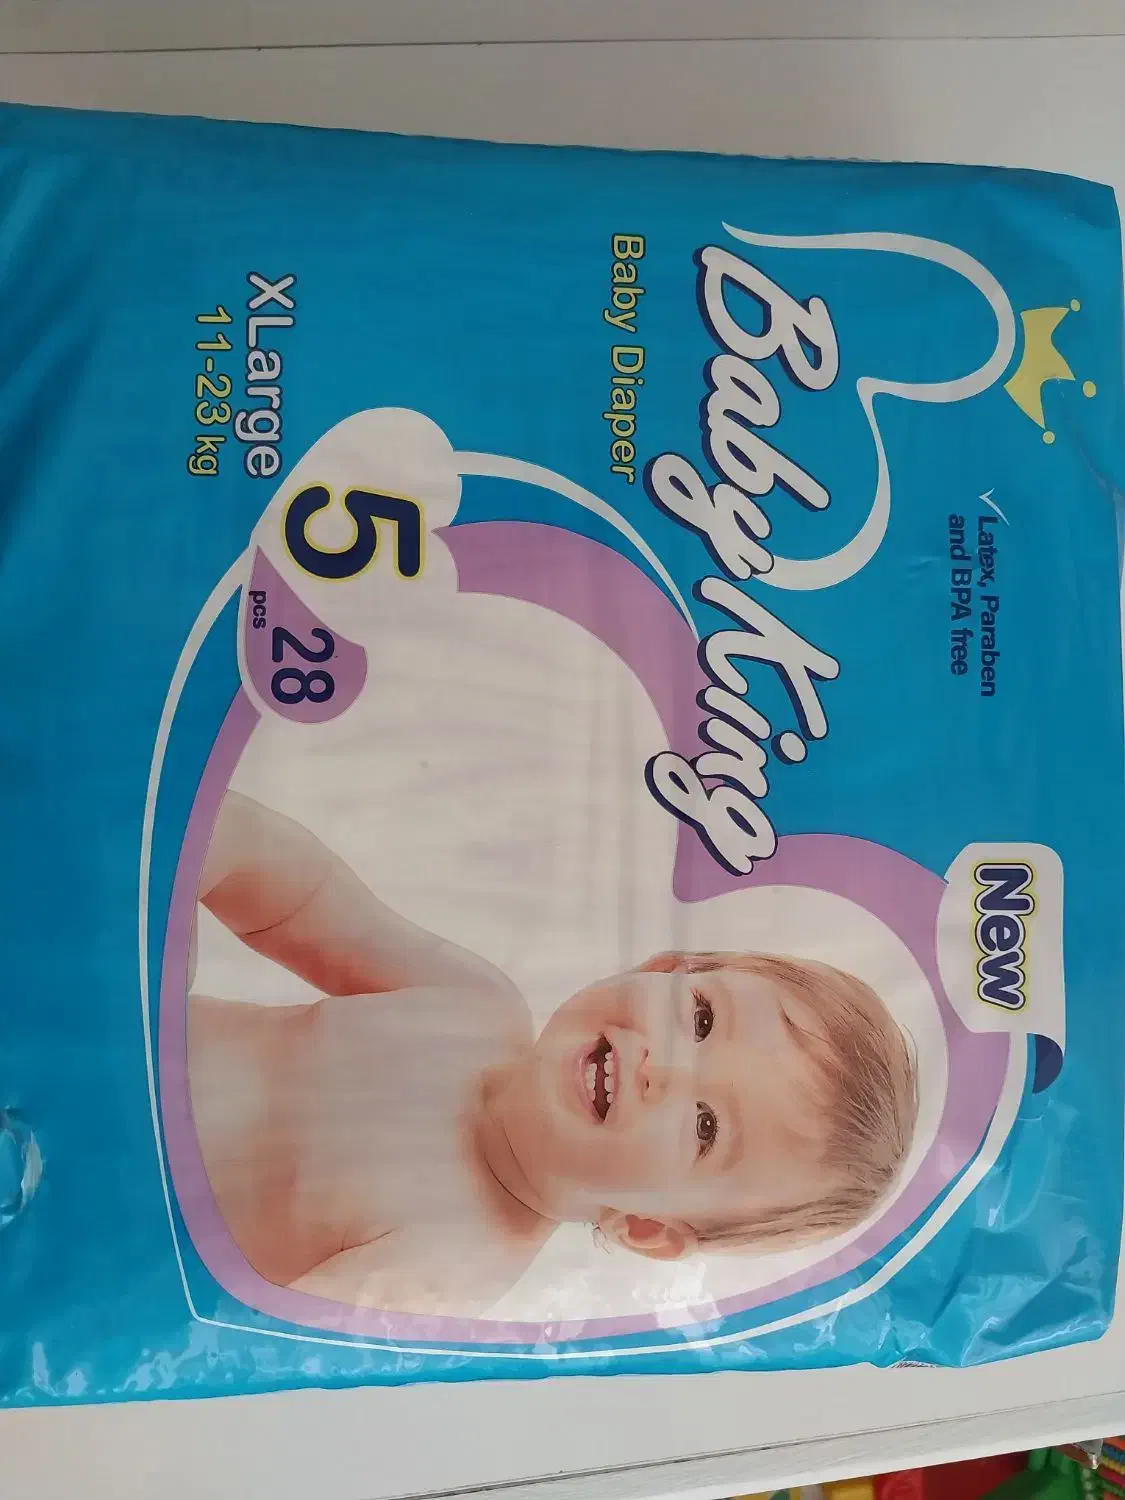 ✓ Latex, Paraben
and BPA free
New
Baby King
Baby Diaper
5
28
pcs
XLarge
11-23 kg